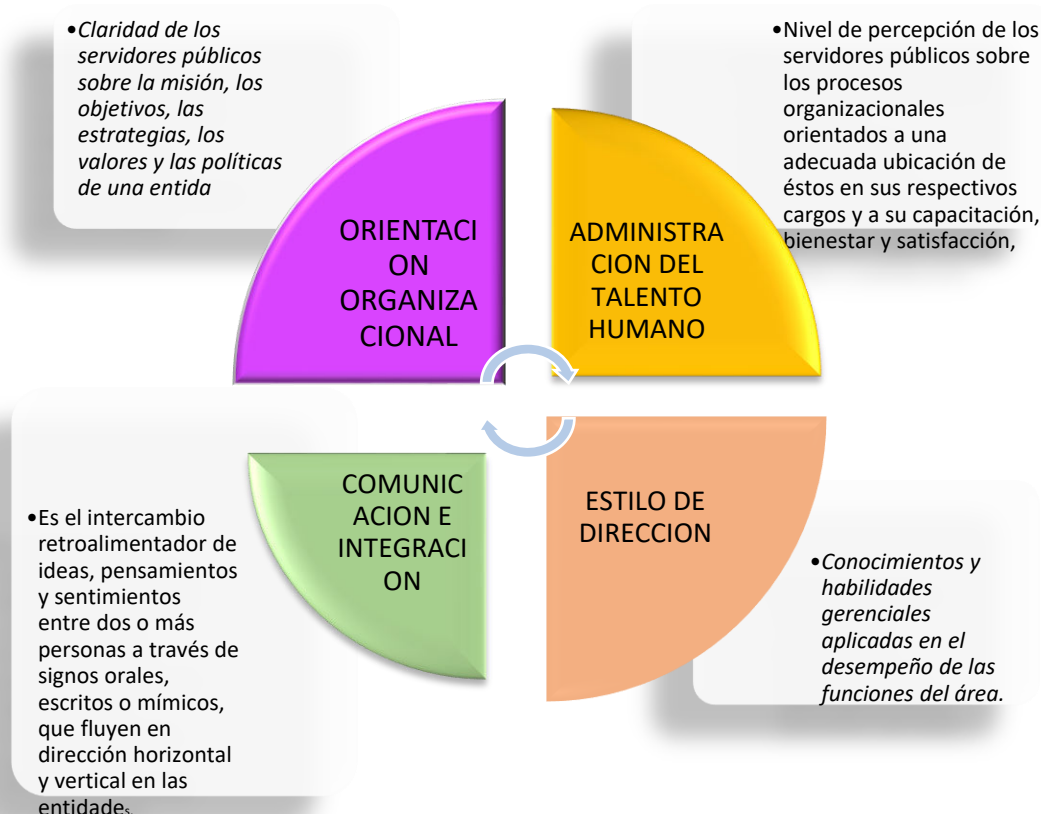 •Claridad de los
servidores públicos
sobre la misión, los
objetivos, las
estrategias, los
valores y las políticas
de una entida
•Nivel de percepción de los
servidores públicos sobre
los procesos
organizacionales
orientados a una
adecuada ubicación de
éstos en sus respectivos
cargos y a su capacitación,
bienestar y satisfacción,
ORIENTACI
ON
ORGANIZA
CIONAL
ADMINISTRA
CION DEL
TALENTO
HUMANO
COMUNIC
ACION E
INTEGRACI
ON
ESTILO DE
DIRECCION
•Es el intercambio
retroalimentador de
ideas, pensamientos
y sentimientos
entre dos o más
personas a través de
signos orales,
escritos o mímicos,
que fluyen en
dirección horizontal
y vertical en las
entidades.
•Conocimientos y
habilidades
gerenciales
aplicadas en el
desempeño de las
funciones del área.